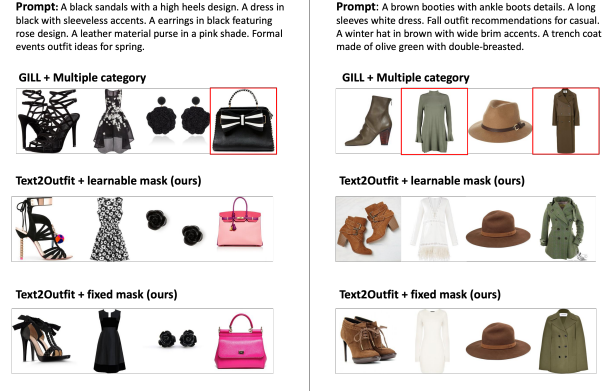 Prompt: A black sandals with a high heels design. A dress in
black with sleeveless accents. A earrings in black featuring
rose design. A leather material purse in a pink shade. Formal
events outfit ideas for spring.
GILL + Multiple category
Text2Outfit + learnable mask (ours)
Text2Outfit + fixed mask (ours)
Prompt: A brown booties with ankle boots details. A long
sleeves white dress. Fall outfit recommendations for casual.
A winter hat in brown with wide brim accents. A trench coat
made of olive green with double-breasted.
GILL + Multiple category
Text2Outfit + learnable mask (ours)
Text2Outfit + fixed mask (ours)